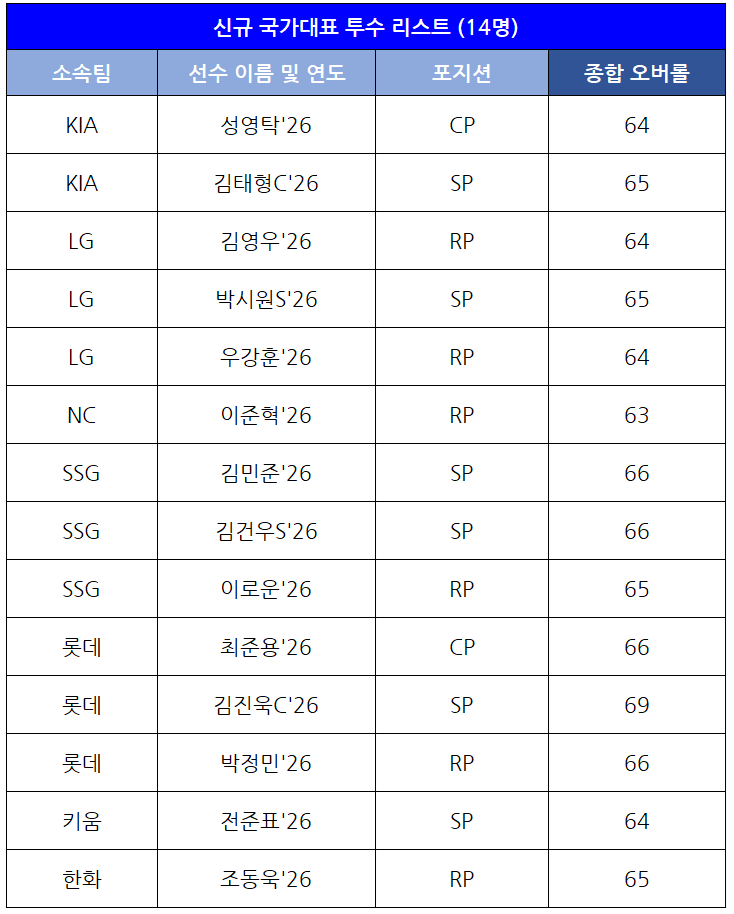 신규 국가대표 투수 리스트 (14명)
소속팀 선수 이름 및 연도 포지션 종합 오버롤
KIA 성영탁'26 CP 64
KIA 김태형C'26 SP 65
LG 김영우'26 RP 64
LG 박시원S'26 SP 65
LG 우강훈'26 RP 64
NC 이준혁'26 RP 63
SSG 김민준'26 SP 66
SSG 김건우S'26 SP 66
SSG 이로운'26 RP 65
롯데 최준용'26 CP 66
롯데 김진욱C'26 SP 69
롯데 박정민'26 RP 66
키움 전준표'26 SP 64
한화 조동욱'26 RP 65